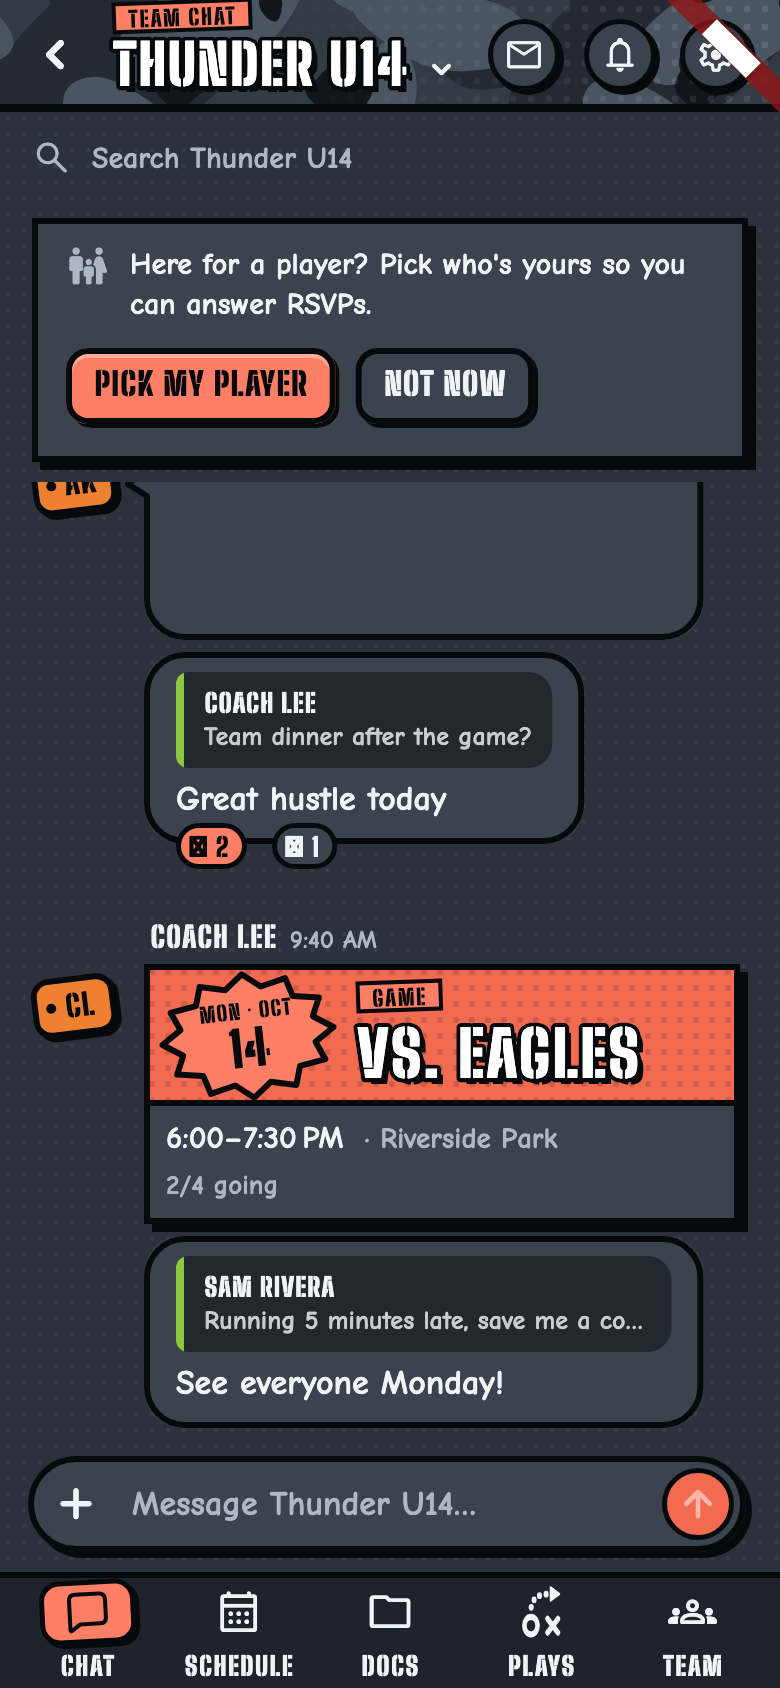 TEAM CHAT
THUNDER U14
Search Thunder U14
Here for a player? Pick who's yours so you
can answer RSVPs.
PICK MY PLAYER
NOT NOW
• AK
COACH LEE
Team dinner after the game?
Great hustle today
2
1
COACH LEE 9:40 AM
• CL
MON · OCT
14
GAME
VS. EAGLES
6:00–7:30 PM · Riverside Park
2/4 going
SAM RIVERA
Running 5 minutes late, save me a co...
See everyone Monday!
Message Thunder U14...
CHAT
SCHEDULE
DOCS
PLAYS
TEAM